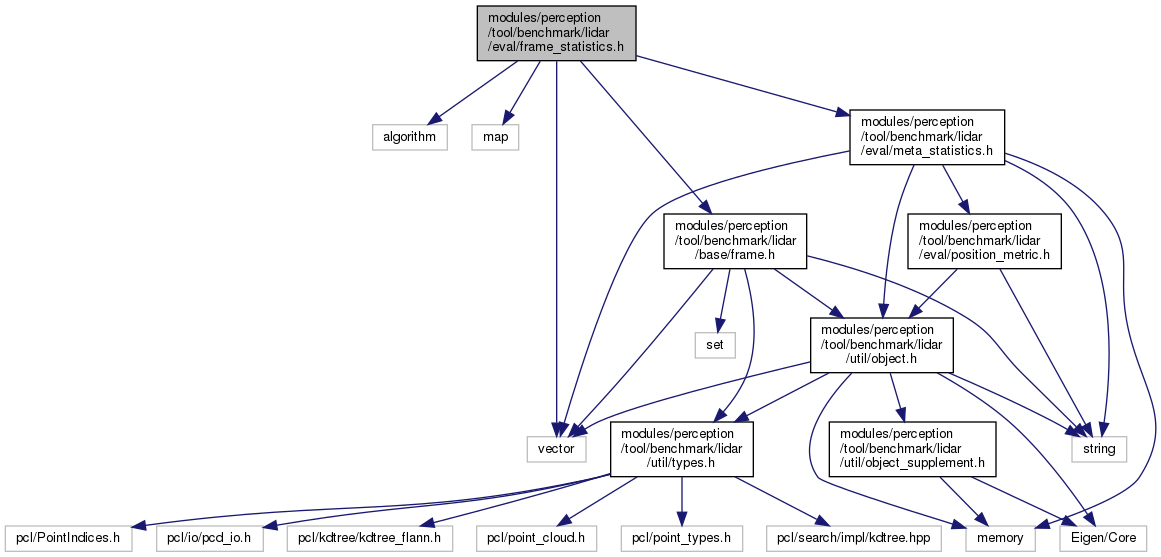 modules/perception
/tool/benchmark/lidar
/eval/frame_statistics.h
algorithm
map
modules/perception
/tool/benchmark/lidar
/eval/meta_statistics.h
modules/perception
/tool/benchmark/lidar
/base/frame.h
modules/perception
/tool/benchmark/lidar
/eval/position_metric.h
set
modules/perception
/tool/benchmark/lidar
/util/object.h
vector
modules/perception
/tool/benchmark/lidar
/util/types.h
modules/perception
/tool/benchmark/lidar
/util/object_supplement.h
string
pcl/PointIndices.h
pcl/io/pcd_io.h
pcl/kdtree/kdtree_flann.h
pcl/point_cloud.h
pcl/point_types.h
pcl/search/impl/kdtree.hpp
memory
Eigen/Core